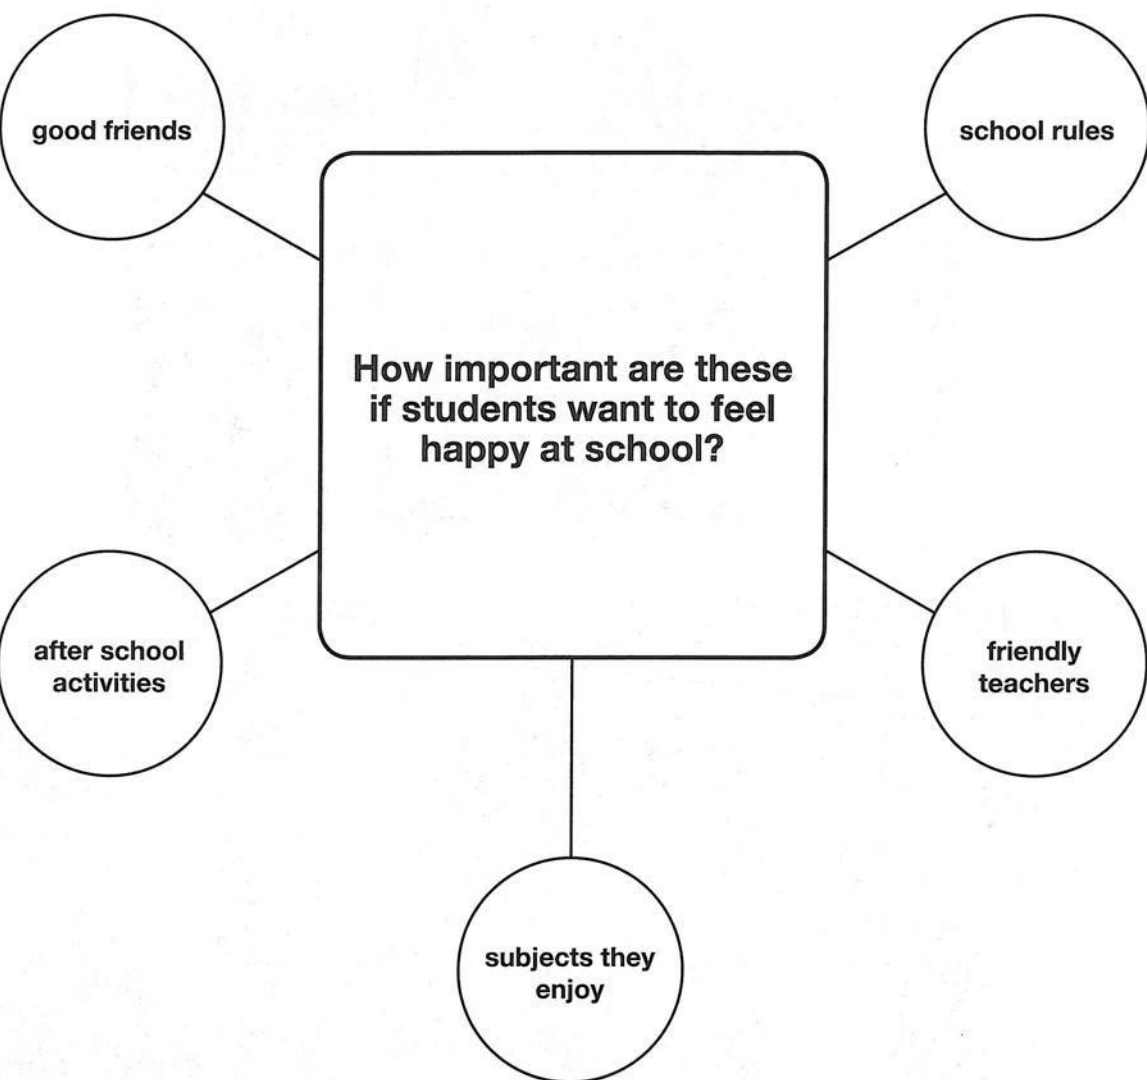 good friends
school rules
How important are these
if students want to feel
happy at school?
after school
activities
friendly
teachers
subjects they
enjoy